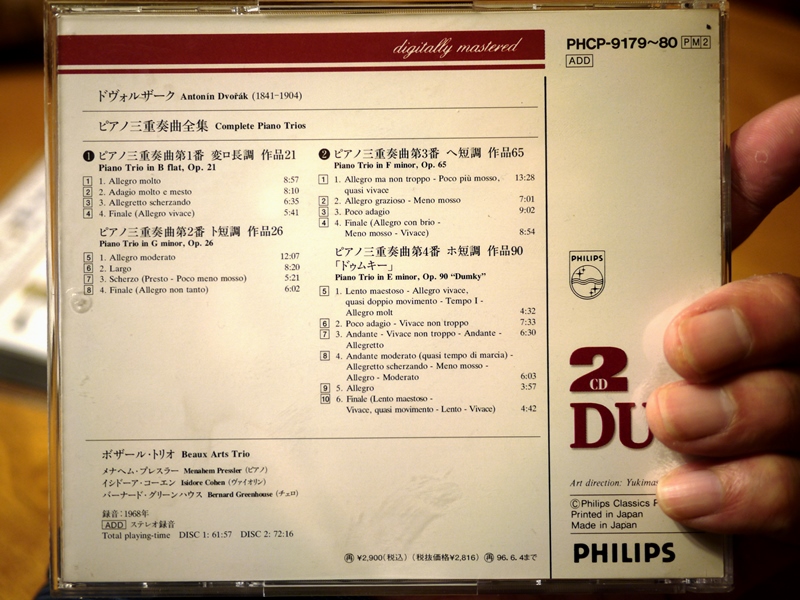 digitally mastered
PHCP-9179〜80 PM2
ADD
ドヴォルザーク Antonín Dvořák (1841-1904)
ピアノ三重奏曲全集 Complete Piano Trios
1 ピアノ三重奏曲第1番 変ロ長調 作品21
Piano Trio in B flat, Op. 21
1 1. Allegro molto 8:57
2 2. Adagio molto e mesto 8:10
3 3. Allegretto scherzando 6:35
4 4. Finale (Allegro vivace) 5:41
ピアノ三重奏曲第2番 ト短調 作品26
Piano Trio in G minor, Op. 26
5 1. Allegro moderato 12:07
6 2. Largo 8:20
7 3. Scherzo (Presto - Poco meno mosso) 5:21
8 4. Finale (Allegro non tanto) 6:02
2 ピアノ三重奏曲第3番 ヘ短調 作品65
Piano Trio in F minor, Op. 65
1 1. Allegro ma non troppo - Poco più mosso, 13:28
quasi vivace
2 2. Allegro grazioso - Meno mosso 7:01
3 3. Poco adagio 9:02
4 4. Finale (Allegro con brio -
Meno mosso - Vivace) 8:54
ピアノ三重奏曲第4番 ホ短調 作品90
「ドゥムキー」
Piano Trio in E minor, Op. 90 “Dumky”
5 1. Lento maestoso - Allegro vivace,
quasi doppio movimento - Tempo I -
Allegro molt 4:32
6 2. Poco adagio - Vivace non troppo 7:33
7 3. Andante - Vivace non troppo - Andante - 6:30
Allegretto
8 4. Andante moderato (quasi tempo di marcia) -
Allegretto scherzando - Meno mosso -
Allegro - Moderato 6:03
9 5. Allegro 3:57
10 6. Finale (Lento maestoso -
Vivace, quasi movimento - Lento - Vivace) 4:42
ボザール・トリオ Beaux Arts Trio
メナヘム・プレスラー Menahem Pressler (ピアノ)
イシドーア・コーエン Isidore Cohen (ヴァイオリン)
バーナード・グリーンハウス Bernard Greenhouse (チェロ)
録音:1968年
ADD ステレオ録音
Total playing-time DISC 1: 61:57 DISC 2: 72:16
再 ¥2,900(税込) (税抜価格¥2,816) 再 96. 6. 4まで
PHILIPS
2
CD
DU
Art direction: Yukimas
©Philips Classics P
Printed in Japan
Made in Japan
PHILIPS